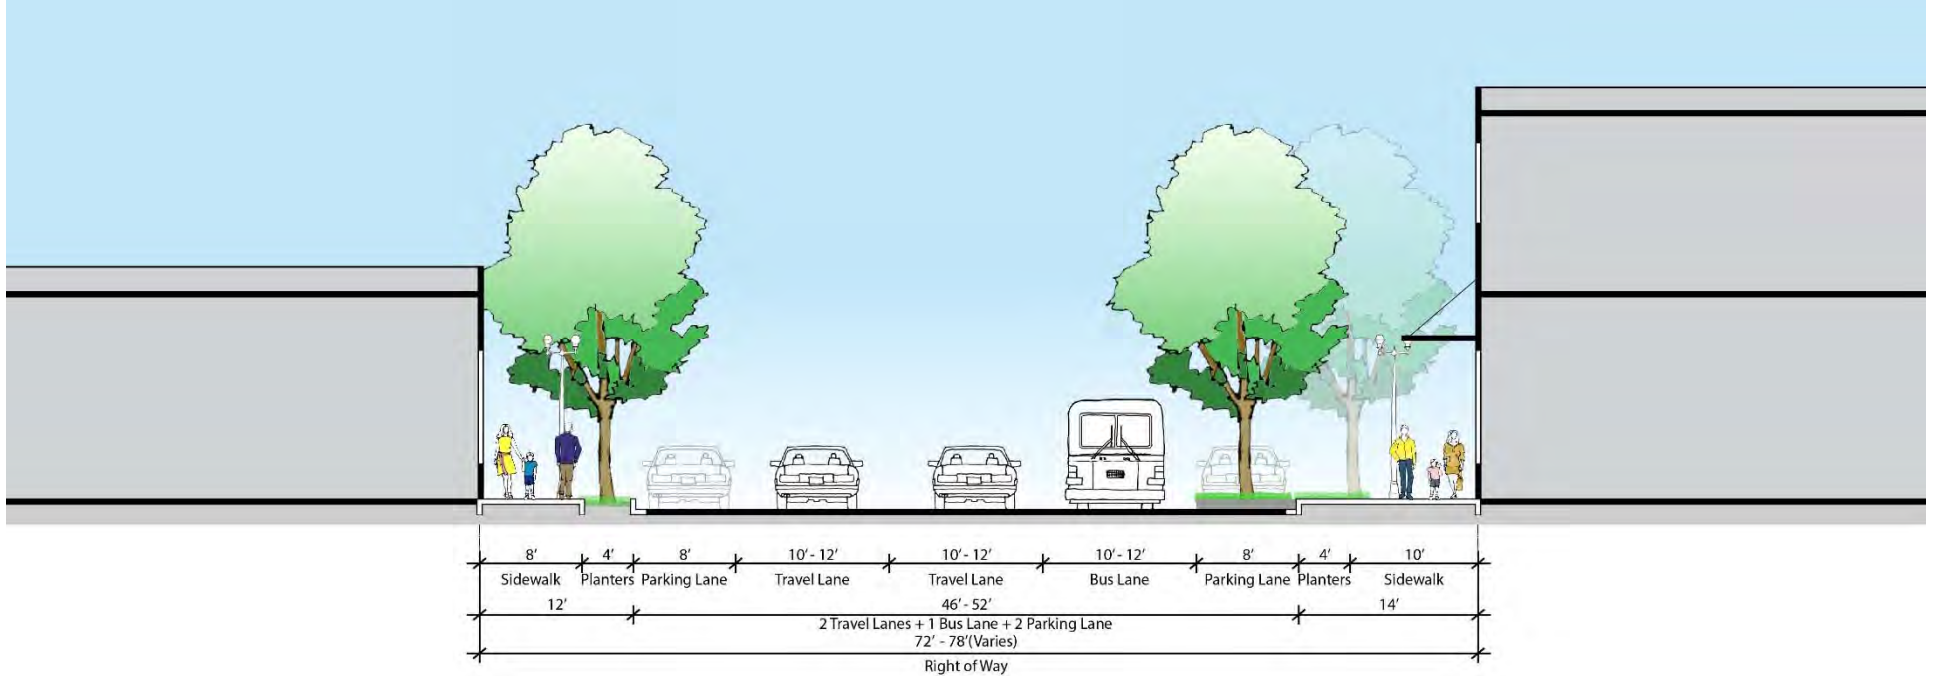 8' 4' 8' 10' - 12' 10' - 12' 10' - 12' 8' 4' 10'
Sidewalk Planters Parking Lane Travel Lane Travel Lane Bus Lane Parking Lane Planters Sidewalk
12' 46' - 52' 14'
2 Travel Lanes + 1 Bus Lane + 2 Parking Lane
72' - 78'(Varies)
Right of Way